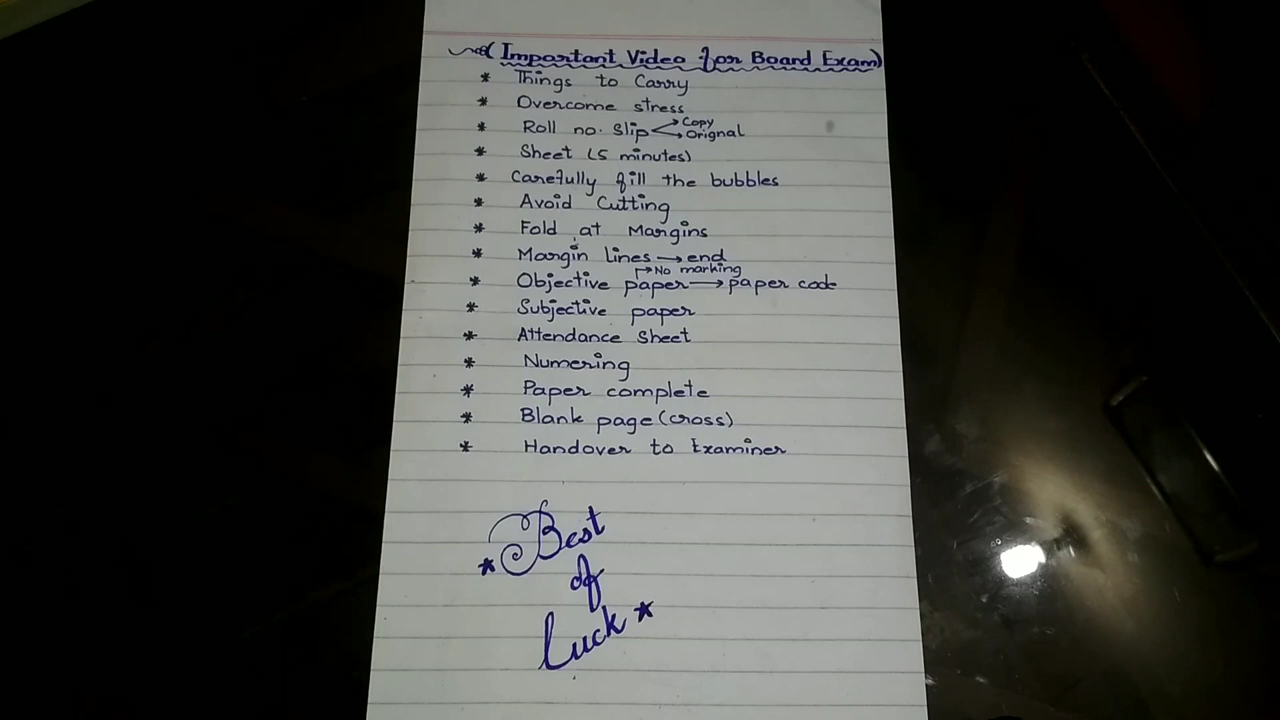 (Important Video for Board Exam)
* Things to Carry
* Overcome stress
* Roll no. Slip → Copy
→ Orignal
* Sheet (5 minutes)
* Carefully fill the bubbles
* Avoid Cutting
* Fold at Margins
* Margin lines → end
→ No marking
* Objective paper → paper code
* Subjective paper
* Attendance Sheet
* Numering
* Paper complete
* Blank page (cross)
* Handover to Examiner
* Best
of
Luck *